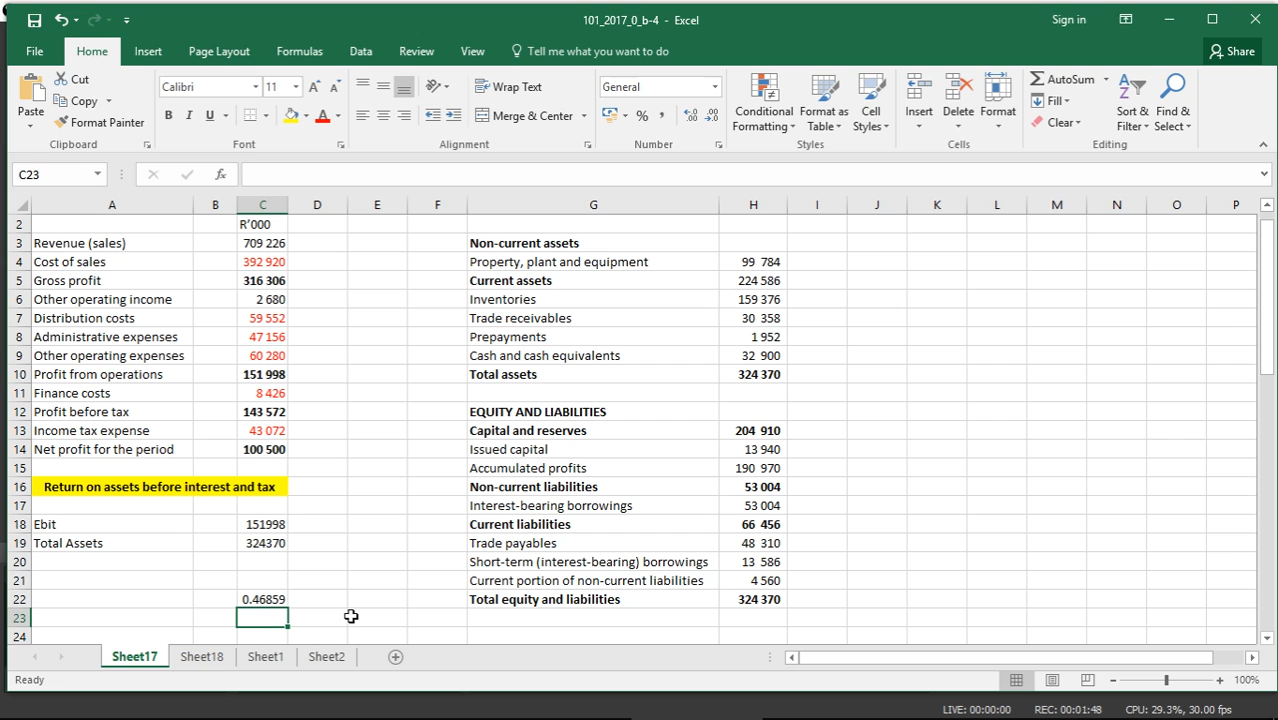 101_2017_0_b-4 - Excel
Sign in
File Home Insert Page Layout Formulas Data Review View Tell me what you want to do Share
Paste
Cut
Copy
Format Painter
Clipboard
Calibri 11
B I U
A
Font
Wrap Text
Merge & Center
Alignment
General
%
Number
Conditional Formatting
Format as Table
Cell Styles
Styles
Insert Delete Format
Cells
AutoSum
Fill
Clear
Sort & Filter
Find & Select
Editing
C23 fx
A B C D E F G H I J K L M N O P
2 R'000
3 Revenue (sales) 709 226 Non-current assets
4 Cost of sales 392 920 Property, plant and equipment 99 784
5 Gross profit 316 306 Current assets 224 586
6 Other operating income 2 680 Inventories 159 376
7 Distribution costs 59 552 Trade receivables 30 358
8 Administrative expenses 47 156 Prepayments 1 952
9 Other operating expenses 60 280 Cash and cash equivalents 32 900
10 Profit from operations 151 998 Total assets 324 370
11 Finance costs 8 426
12 Profit before tax 143 572 EQUITY AND LIABILITIES
13 Income tax expense 43 072 Capital and reserves 204 910
14 Net profit for the period 100 500 Issued capital 13 940
15 Accumulated profits 190 970
16 Return on assets before interest and tax Non-current liabilities 53 004
17 Interest-bearing borrowings 53 004
18 Ebit 151998 Current liabilities 66 456
19 Total Assets 324370 Trade payables 48 310
20 Short-term (interest-bearing) borrowings 13 586
21 Current portion of non-current liabilities 4 560
22 0.46859 Total equity and liabilities 324 370
23
24
Sheet17 Sheet18 Sheet1 Sheet2
Ready 100%
LIVE: 00:00:00 REC: 00:01:48 CPU: 29.3%, 30.00 fps